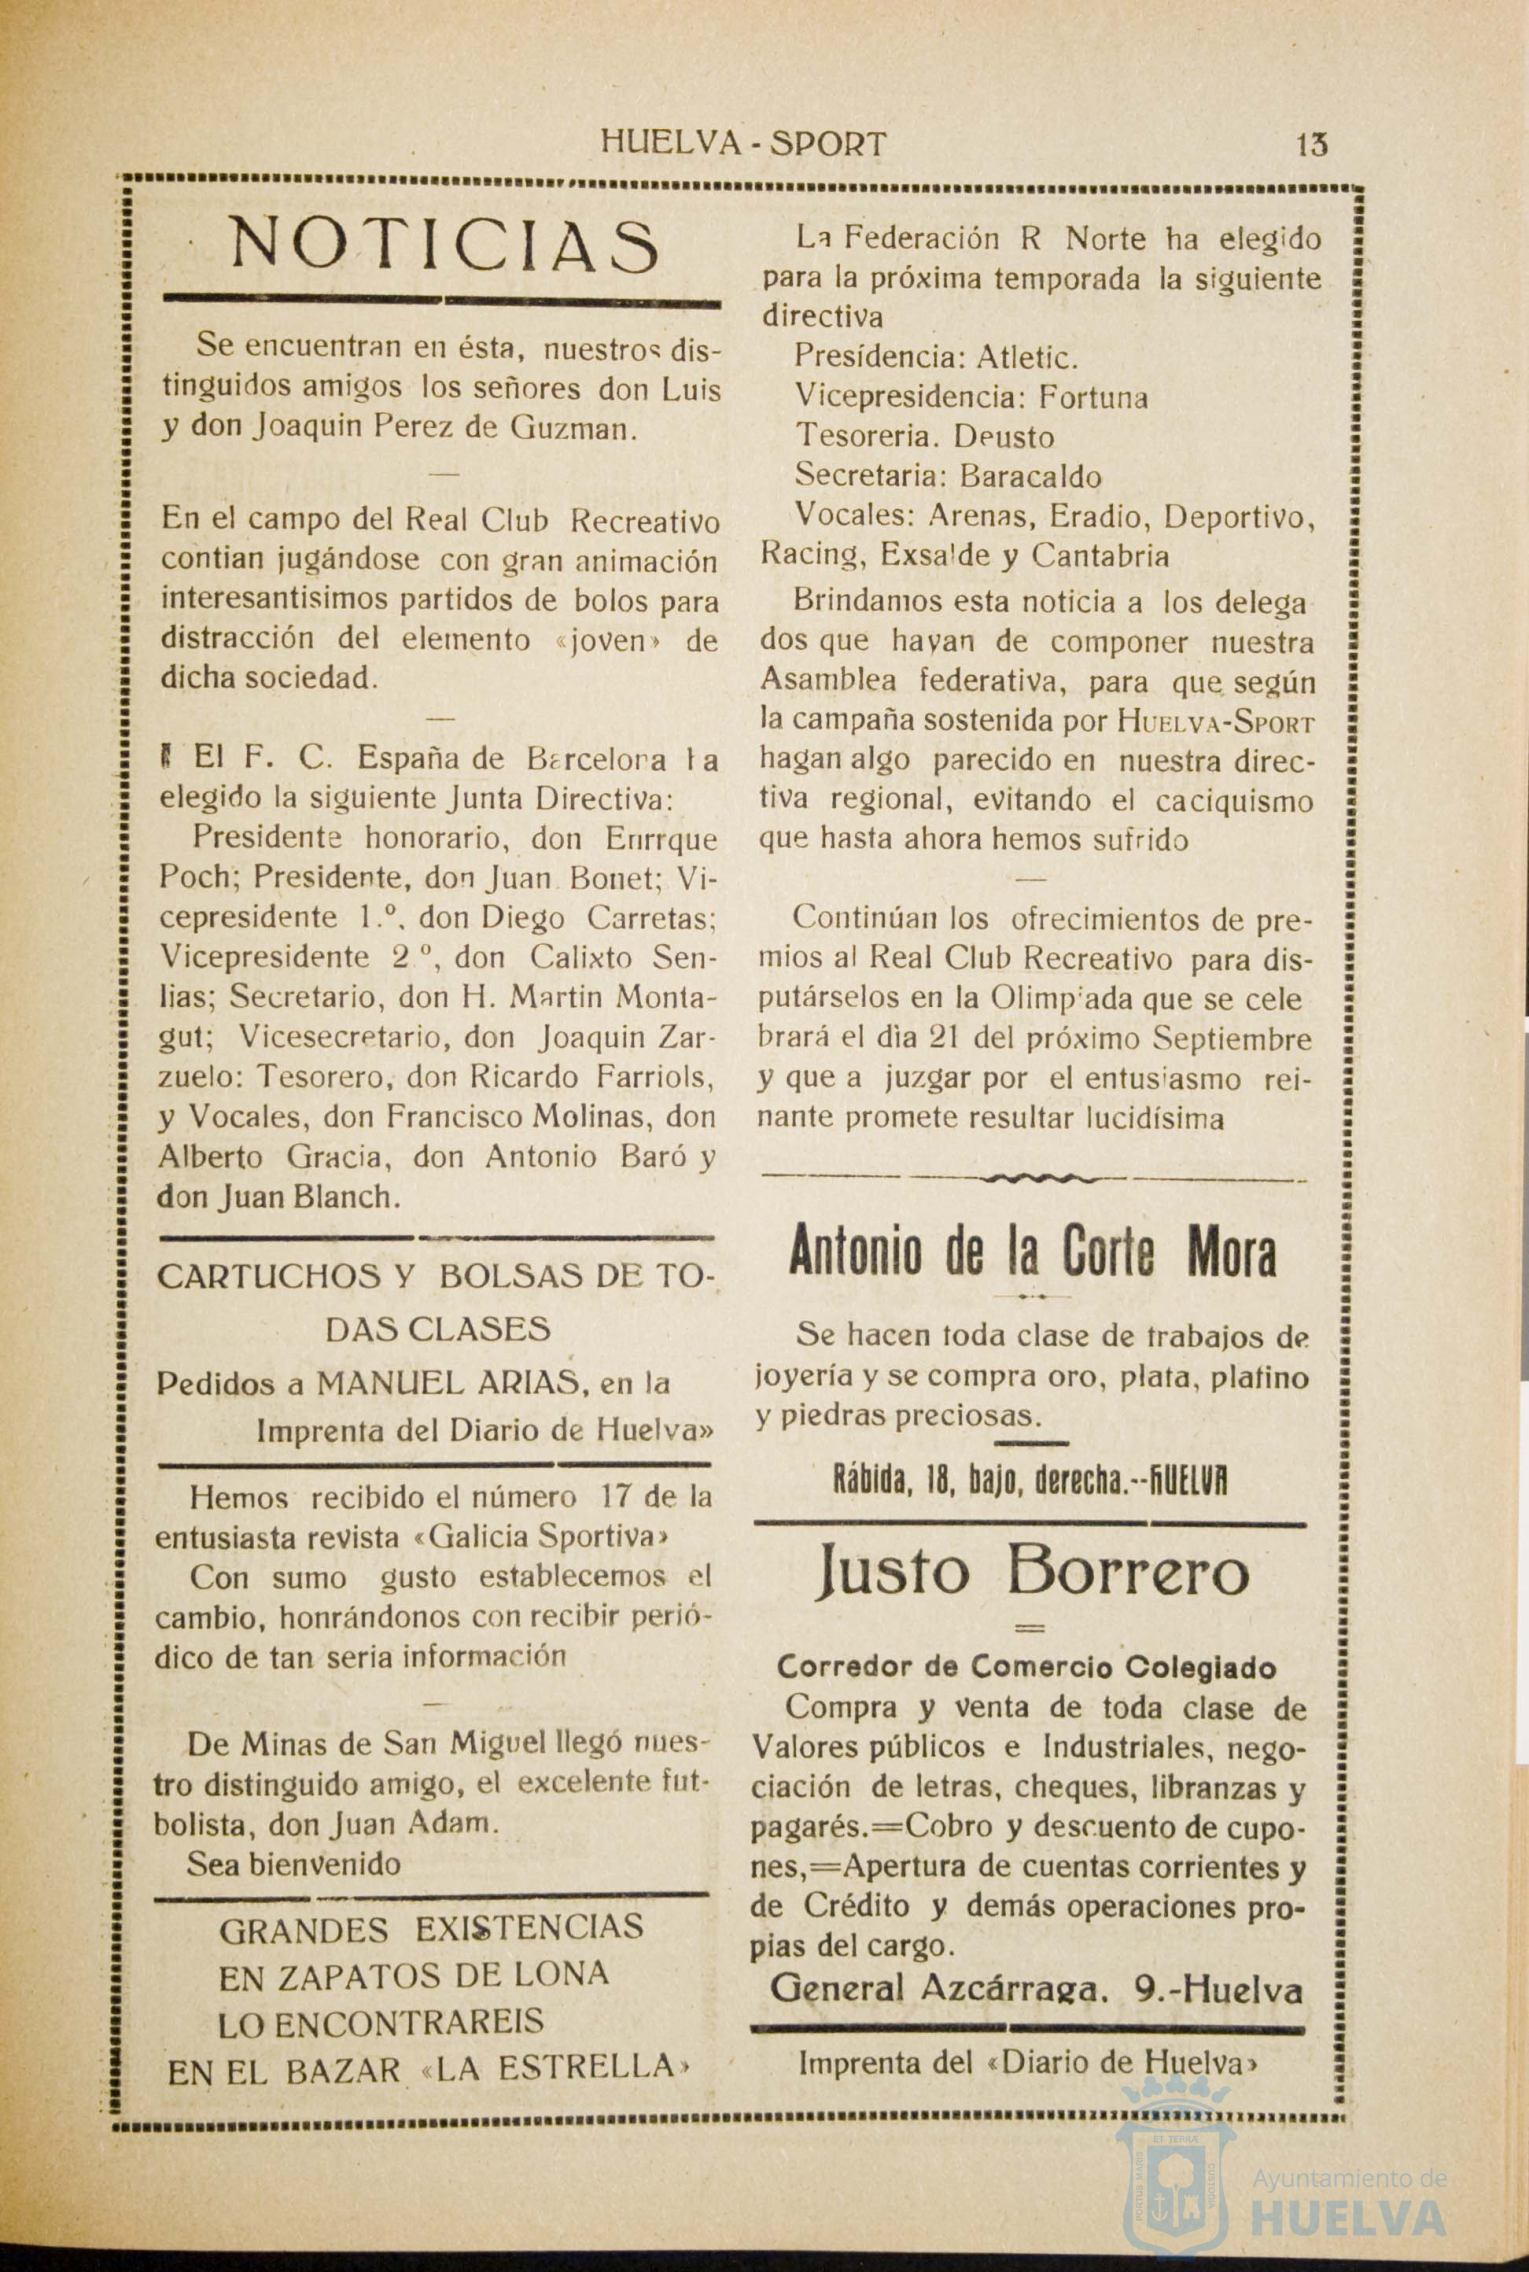 HUELVA - SPORT 13
NOTICIAS
Se encuentran en ésta, nuestros dis-
tinguidos amigos los señores don Luis
y don Joaquin Perez de Guzman.
En el campo del Real Club Recreativo
contian jugándose con gran animación
interesantisimos partidos de bolos para
distracción del elemento «joven» de
dicha sociedad.
El F. C. España de Barcelona ha
elegido la siguiente Junta Directiva:
Presidente honorario, don Enrrque
Poch; Presidente, don Juan Bonet; Vi-
cepresidente 1.º, don Diego Carretas;
Vicepresidente 2 º, don Calixto Sen-
lias; Secretario, don H. Martin Monta-
gut; Vicesecretario, don Joaquin Zar-
zuelo: Tesorero, don Ricardo Farriols,
y Vocales, don Francisco Molinas, don
Alberto Gracia, don Antonio Baró y
don Juan Blanch.
CARTUCHOS Y BOLSAS DE TO-
DAS CLASES
Pedidos a MANUEL ARIAS, en la
Imprenta del Diario de Huelva»
Hemos recibido el número 17 de la
entusiasta revista «Galicia Sportiva»
Con sumo gusto establecemos el
cambio, honrándonos con recibir perió-
dico de tan seria información
De Minas de San Miguel llegó nues-
tro distinguido amigo, el excelente fut-
bolista, don Juan Adam.
Sea bienvenido
GRANDES EXISTENCIAS
EN ZAPATOS DE LONA
LO ENCONTRAREIS
EN EL BAZAR «LA ESTRELLA»
La Federación R Norte ha elegido
para la próxima temporada la siguiente
directiva
Presídencia: Atletic.
Vicepresidencia: Fortuna
Tesoreria. Deusto
Secretaria: Baracaldo
Vocales: Arenas, Eradio, Deportivo,
Racing, Exsalde y Cantabria
Brindamos esta noticia a los delega
dos que hayan de componer nuestra
Asamblea federativa, para que según
la campaña sostenida por HUELVA-SPORT
hagan algo parecido en nuestra direc-
tiva regional, evitando el caciquismo
que hasta ahora hemos sufrido
Continúan los ofrecimientos de pre-
mios al Real Club Recreativo para dis-
putárselos en la Olimpiada que se cele
brará el dia 21 del próximo Septiembre
y que a juzgar por el entusiasmo rei-
nante promete resultar lucidísima
Antonio de la Corte Mora
Se hacen toda clase de trabajos de
joyería y se compra oro, plata, platino
y piedras preciosas.
Rábida, 18, bajo, derecha.--HUELVA
Justo Borrero
Corredor de Comercio Colegiado
Compra y venta de toda clase de
Valores públicos e Industriales, nego-
ciación de letras, cheques, libranzas y
pagarés.=Cobro y descuento de cupo-
nes,=Apertura de cuentas corrientes y
de Crédito y demás operaciones pro-
pias del cargo.
General Azcárraga. 9.-Huelva
Imprenta del «Diario de Huelva»
ET TERRÆ
PORTUS MARIS
CUSTODIA
Ayuntamiento de
HUELVA